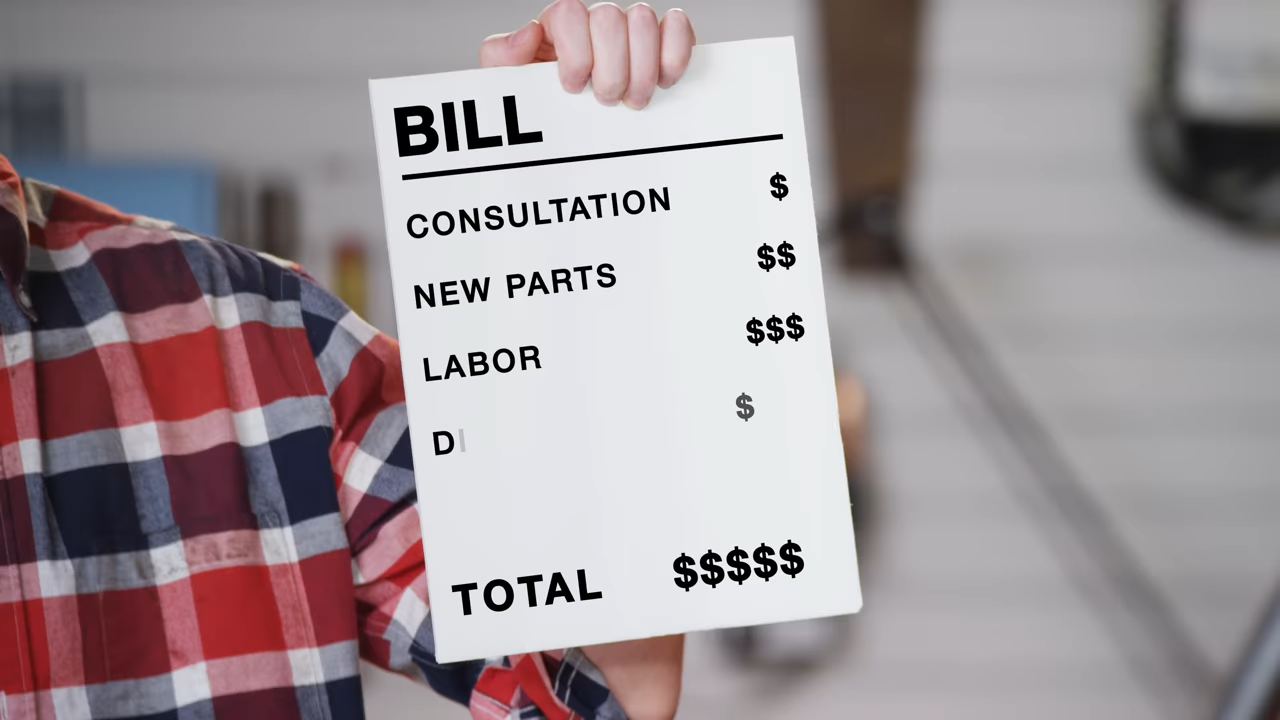 BILL
CONSULTATION $
NEW PARTS $$
LABOR $$$
$
TOTAL $$$$$